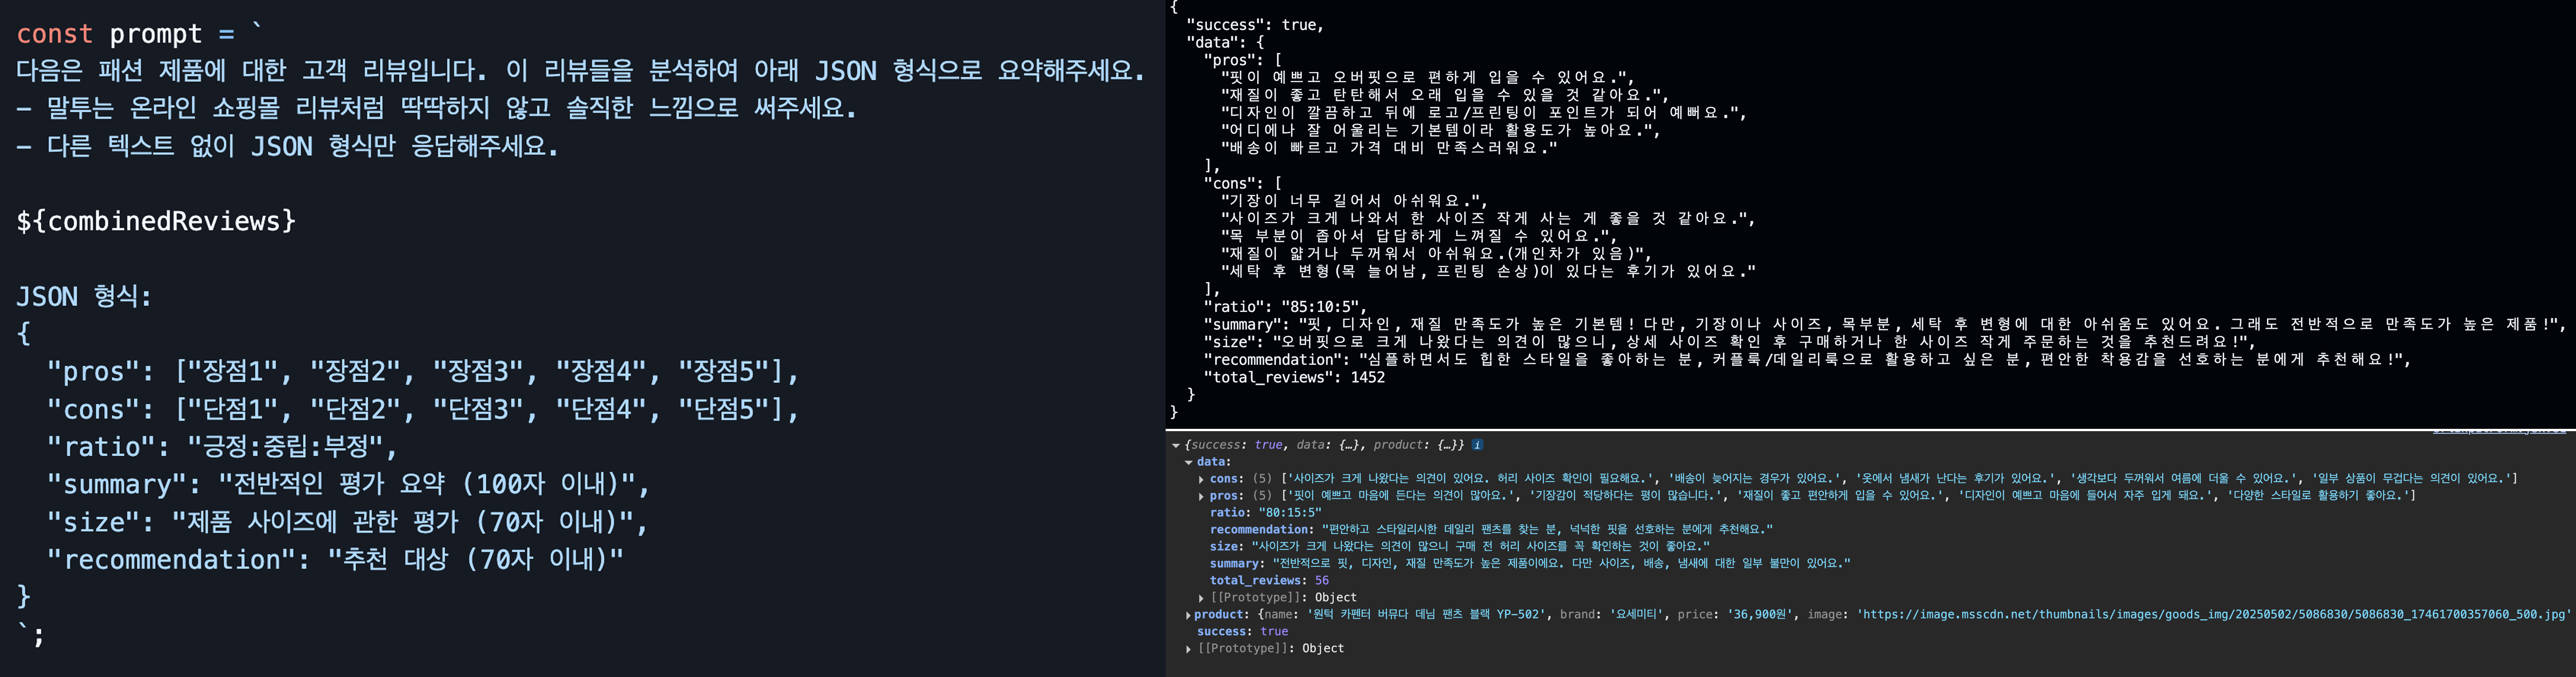 const prompt = `
다음은 패션 제품에 대한 고객 리뷰입니다. 이 리뷰들을 분석하여 아래 JSON 형식으로 요약해주세요.
- 말투는 온라인 쇼핑몰 리뷰처럼 딱딱하지 않고 솔직한 느낌으로 써주세요.
- 다른 텍스트 없이 JSON 형식만 응답해주세요.
${combinedReviews}
JSON 형식:
{
"pros": ["장점1", "장점2", "장점3", "장점4", "장점5"],
"cons": ["단점1", "단점2", "단점3", "단점4", "단점5"],
"ratio": "긍정:중립:부정",
"summary": "전반적인 평가 요약 (100자 이내)",
"size": "제품 사이즈에 관한 평가 (70자 이내)",
"recommendation": "추천 대상 (70자 이내)"
}
`;
{
"success": true,
"data": {
"pros": [
"핏이 예쁘고 오버핏으로 편하게 입을 수 있어요.",
"재질이 좋고 탄탄해서 오래 입을 수 있을 것 같아요.",
"디자인이 깔끔하고 뒤에 로고/프린팅이 포인트가 되어 예뻐요.",
"어디에나 잘 어울리는 기본템이라 활용도가 높아요.",
"배송이 빠르고 가격 대비 만족스러워요."
],
"cons": [
"기장이 너무 길어서 아쉬워요.",
"사이즈가 크게 나와서 한 사이즈 작게 사는 게 좋을 것 같아요.",
"목 부분이 좁아서 답답하게 느껴질 수 있어요.",
"재질이 얇거나 두꺼워서 아쉬워요.(개인차가 있음)",
"세탁 후 변형(목 늘어남, 프린팅 손상)이 있다는 후기가 있어요."
],
"ratio": "85:10:5",
"summary": "핏, 디자인, 재질 만족도가 높은 기본템! 다만, 기장이나 사이즈, 목부분, 세탁 후 변형에 대한 아쉬움도 있어요. 그래도 전반적으로 만족도가 높은 제품!",
"size": "오버핏으로 크게 나왔다는 의견이 많으니, 상세 사이즈 확인 후 구매하거나 한 사이즈 작게 주문하는 것을 추천드려요!",
"recommendation": "심플하면서도 힙한 스타일을 좋아하는 분, 커플룩/데일리룩으로 활용하고 싶은 분, 편안한 착용감을 선호하는 분에게 추천해요!",
"total_reviews": 1452
}
}
{success: true, data: {…}, product: {…}} i
data:
cons: (5) ['사이즈가 크게 나왔다는 의견이 있어요. 허리 사이즈 확인이 필요해요.', '배송이 늦어지는 경우가 있어요.', '옷에서 냄새가 난다는 후기가 있어요.', '생각보다 두꺼워서 여름에 더울 수 있어요.', '일부 상품이 무겁다는 의견이 있어요.']
pros: (5) ['핏이 예쁘고 마음에 든다는 의견이 많아요.', '기장감이 적당하다는 평이 많습니다.', '재질이 좋고 편안하게 입을 수 있어요.', '디자인이 예쁘고 마음에 들어서 자주 입게 돼요.', '다양한 스타일로 활용하기 좋아요.']
ratio: "80:15:5"
recommendation: "편안하고 스타일리시한 데일리 팬츠를 찾는 분, 넉넉한 핏을 선호하는 분에게 추천해요."
size: "사이즈가 크게 나왔다는 의견이 많으니 구매 전 허리 사이즈를 꼭 확인하는 것이 좋아요."
summary: "전반적으로 핏, 디자인, 재질 만족도가 높은 제품이에요. 다만 사이즈, 배송, 냄새에 대한 일부 불만이 있어요."
total_reviews: 56
[[Prototype]]: Object
product: {name: '원턱 카펜터 버뮤다 데님 팬츠 블랙 YP-502', brand: '요세미티', price: '36,900원', image: 'https://image.msscdn.net/thumbnails/images/goods_img/20250502/5086830/5086830_17461700357060_500.jpg'
success: true
[[Prototype]]: Object